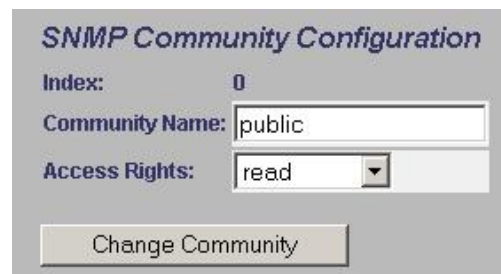 SNMP Community Configuration
Index: 0
Community Name: public
Access Rights: read
Change Community